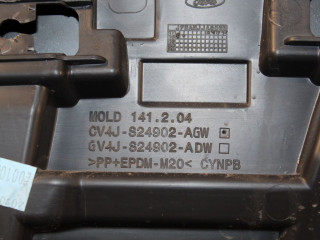 MOLD 141.2.04
CV4J-S24902-AGW
GV4J-S24902-ADW
>PP+EPDM-M20< CYNPB